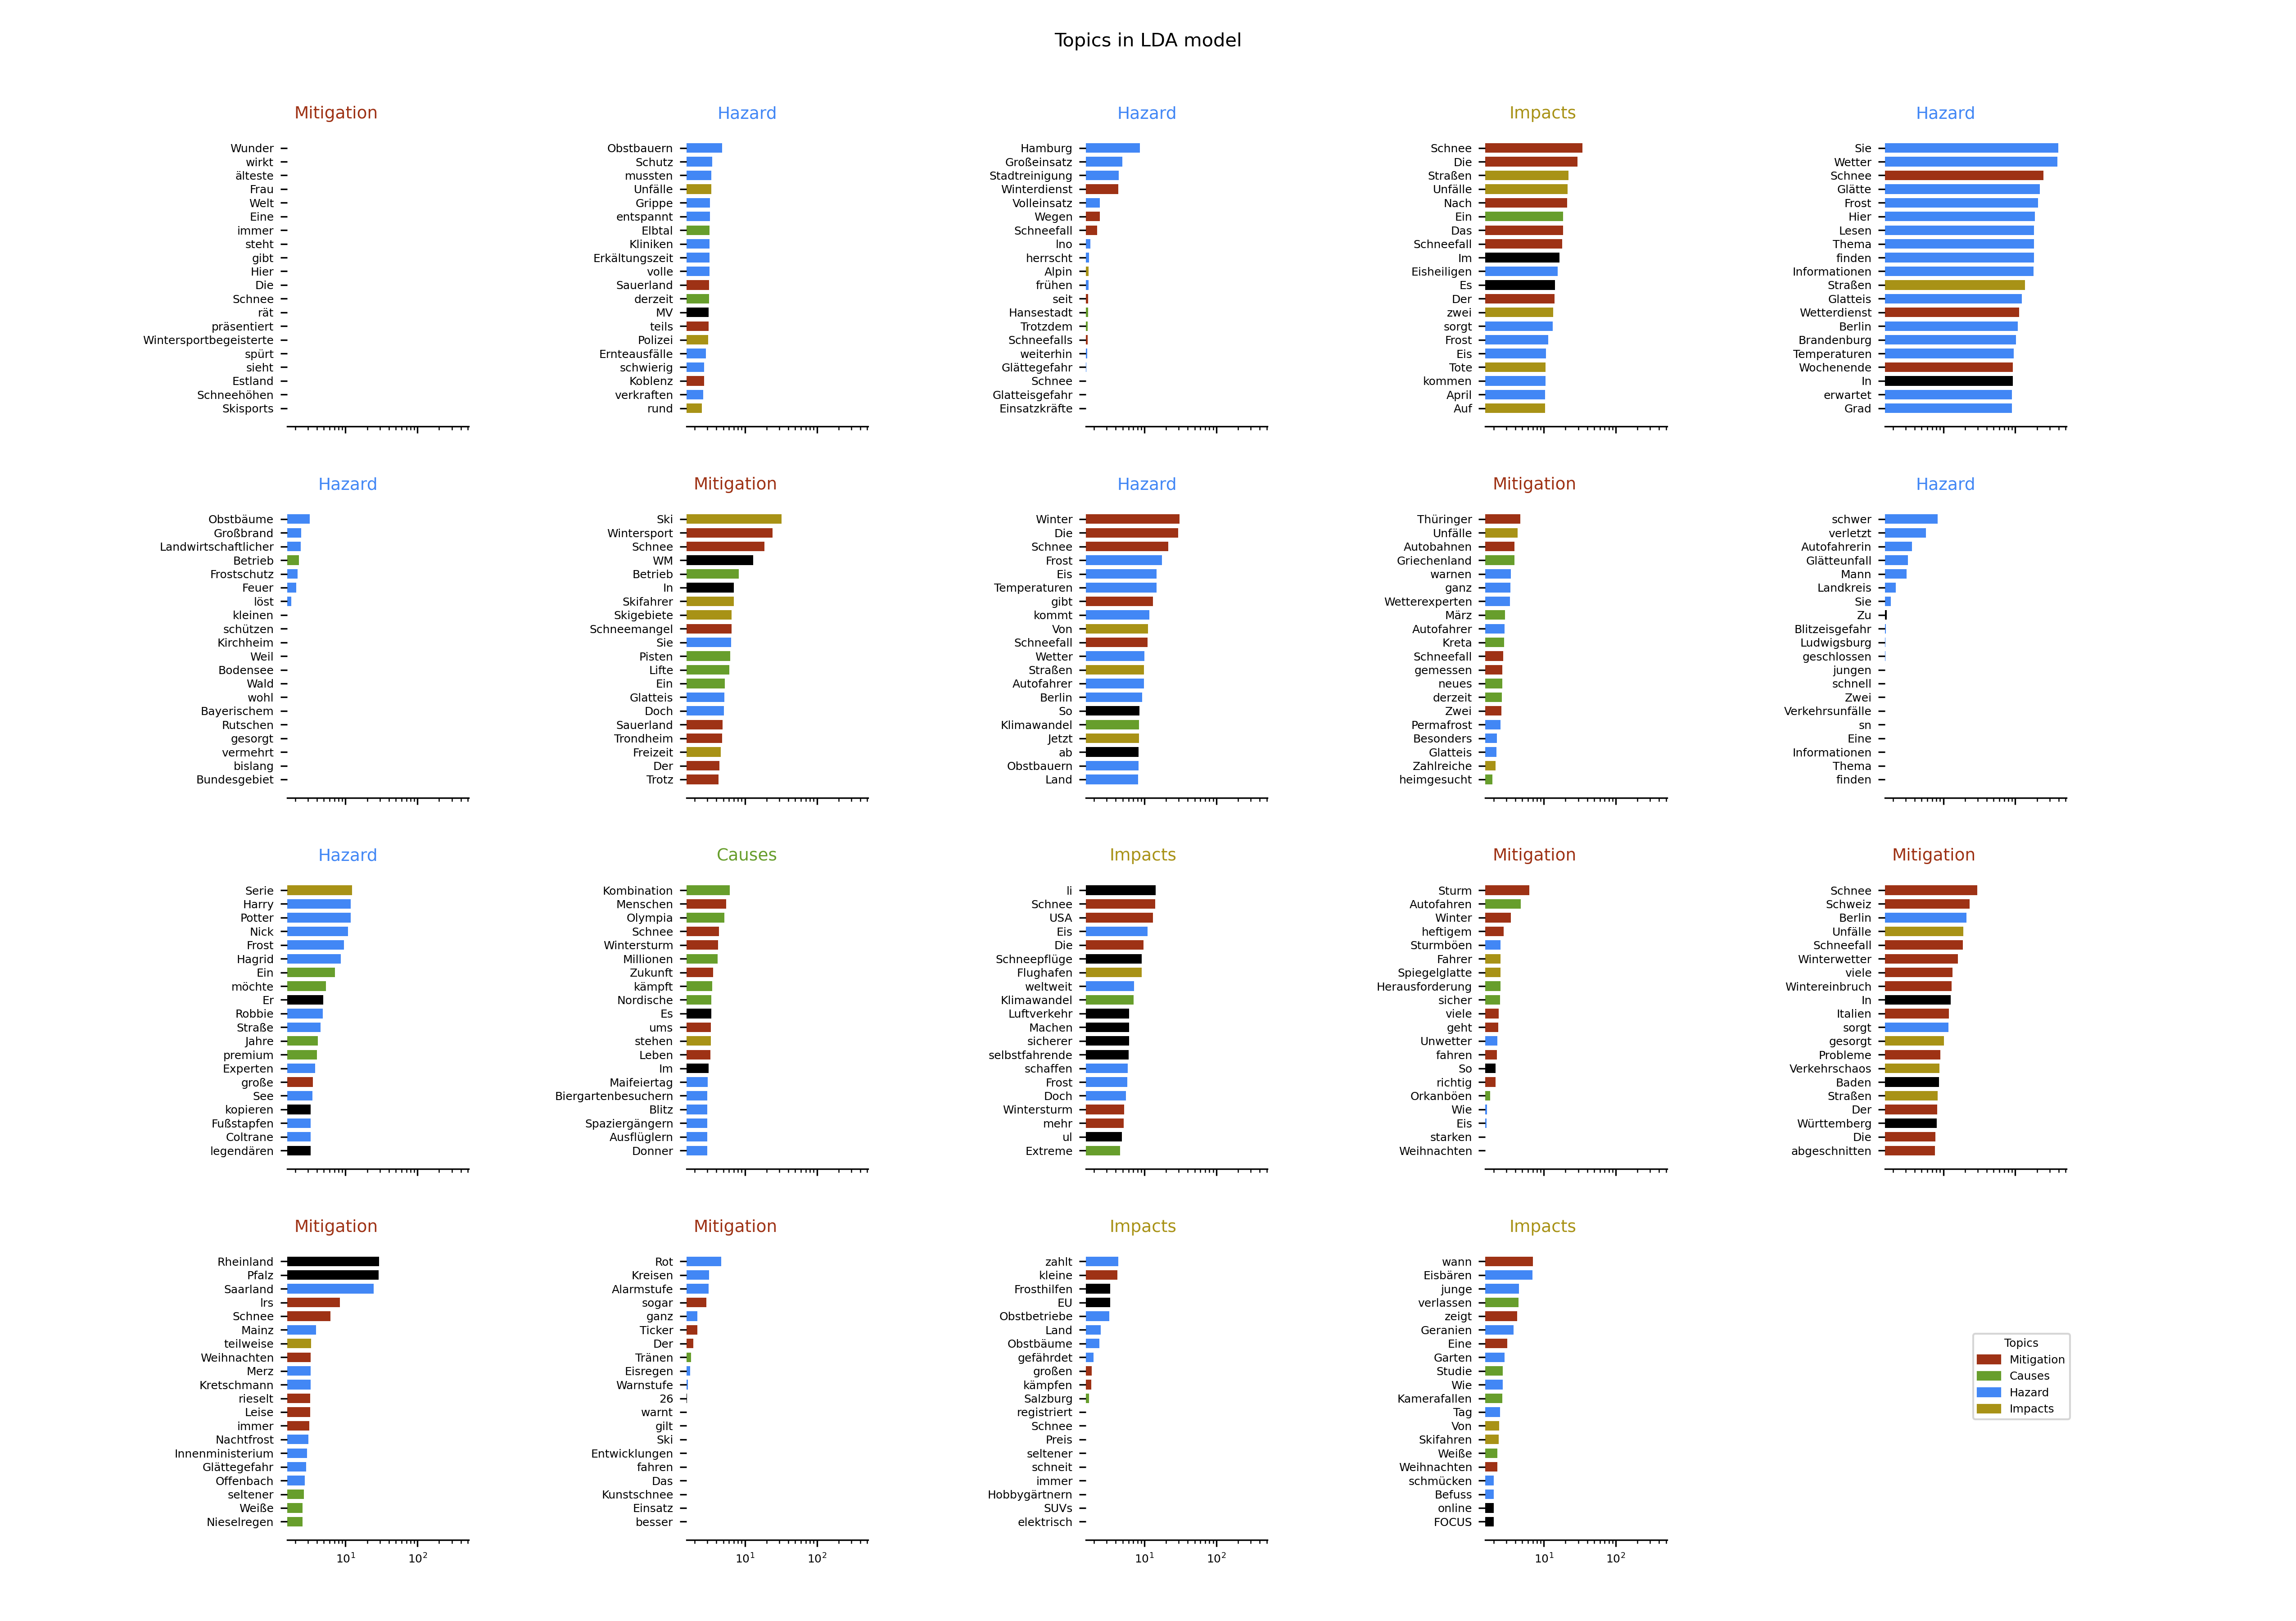 Topics in LDA model
Mitigation
Wunder
wirkt
älteste
Frau
Welt
Eine
immer
steht
gibt
Hier
Die
Schnee
rät
präsentiert
Wintersportbegeisterte
spürt
sieht
Estland
Schneehöhen
Skisports
Hazard
Obstbauern
Schutz
mussten
Unfälle
Grippe
entspannt
Elbtal
Kliniken
Erkältungszeit
volle
Sauerland
derzeit
MV
teils
Polizei
Ernteausfälle
schwierig
Koblenz
verkraften
rund
Hazard
Hamburg
Großeinsatz
Stadtreinigung
Winterdienst
Volleinsatz
Wegen
Schneefall
lno
herrscht
Alpin
frühen
seit
Hansestadt
Trotzdem
Schneefalls
weiterhin
Glättegefahr
Schnee
Glatteisgefahr
Einsatzkräfte
Impacts
Schnee
Die
Straßen
Unfälle
Nach
Ein
Das
Schneefall
Im
Eisheiligen
Es
Der
zwei
sorgt
Frost
Eis
Tote
kommen
April
Auf
Hazard
Sie
Wetter
Schnee
Glätte
Frost
Hier
Lesen
Thema
finden
Informationen
Straßen
Glatteis
Wetterdienst
Berlin
Brandenburg
Temperaturen
Wochenende
In
erwartet
Grad
Hazard
Obstbäume
Großbrand
Landwirtschaftlicher
Betrieb
Frostschutz
Feuer
löst
kleinen
schützen
Kirchheim
Weil
Bodensee
Wald
wohl
Bayerischem
Rutschen
gesorgt
vermehrt
bislang
Bundesgebiet
Mitigation
Ski
Wintersport
Schnee
WM
Betrieb
In
Skifahrer
Skigebiete
Schneemangel
Sie
Pisten
Lifte
Ein
Glatteis
Doch
Sauerland
Trondheim
Freizeit
Der
Trotz
Hazard
Winter
Die
Schnee
Frost
Eis
Temperaturen
gibt
kommt
Von
Schneefall
Wetter
Straßen
Autofahrer
Berlin
So
Klimawandel
Jetzt
ab
Obstbauern
Land
Mitigation
Thüringer
Unfälle
Autobahnen
Griechenland
warnen
ganz
Wetterexperten
März
Autofahrer
Kreta
Schneefall
gemessen
neues
derzeit
Zwei
Permafrost
Besonders
Glatteis
Zahlreiche
heimgesucht
Hazard
schwer
verletzt
Autofahrerin
Glätteunfall
Mann
Landkreis
Sie
Zu
Blitzeisgefahr
Ludwigsburg
geschlossen
jungen
schnell
Zwei
Verkehrsunfälle
sn
Eine
Informationen
Thema
finden
Hazard
Serie
Harry
Potter
Nick
Frost
Hagrid
Ein
möchte
Er
Robbie
Straße
Jahre
premium
Experten
große
See
kopieren
Fußstapfen
Coltrane
legendären
Causes
Kombination
Menschen
Olympia
Schnee
Wintersturm
Millionen
Zukunft
kämpft
Nordische
Es
ums
stehen
Leben
Im
Maifeiertag
Biergartenbesuchern
Blitz
Spaziergängern
Ausflüglern
Donner
Impacts
li
Schnee
USA
Eis
Die
Schneepflüge
Flughafen
weltweit
Klimawandel
Luftverkehr
Machen
sicherer
selbstfahrende
schaffen
Frost
Doch
Wintersturm
mehr
ul
Extreme
Mitigation
Sturm
Autofahren
Winter
heftigem
Sturmböen
Fahrer
Spiegelglatte
Herausforderung
sicher
viele
geht
Unwetter
fahren
So
richtig
Orkanböen
Wie
Eis
starken
Weihnachten
Mitigation
Schnee
Schweiz
Berlin
Unfälle
Schneefall
Winterwetter
viele
Wintereinbruch
In
Italien
sorgt
gesorgt
Probleme
Verkehrschaos
Baden
Straßen
Der
Württemberg
Die
abgeschnitten
Mitigation
Rheinland
Pfalz
Saarland
lrs
Schnee
Mainz
teilweise
Weihnachten
Merz
Kretschmann
rieselt
Leise
immer
Nachtfrost
Innenministerium
Glättegefahr
Offenbach
seltener
Weiße
Nieselregen
10¹ 10²
Mitigation
Rot
Kreisen
Alarmstufe
sogar
ganz
Ticker
Der
Tränen
Eisregen
Warnstufe
26
warnt
gilt
Ski
Entwicklungen
fahren
Das
Kunstschnee
Einsatz
besser
10¹ 10²
Impacts
zahlt
kleine
Frosthilfen
EU
Obstbetriebe
Land
Obstbäume
gefährdet
großen
kämpfen
Salzburg
registriert
Schnee
Preis
seltener
schneit
immer
Hobbygärtnern
SUVs
elektrisch
10¹ 10²
Impacts
wann
Eisbären
junge
verlassen
zeigt
Geranien
Eine
Garten
Studie
Wie
Kamerafallen
Tag
Von
Skifahren
Weiße
Weihnachten
schmücken
Befuss
online
FOCUS
10¹ 10²
Topics
Mitigation
Causes
Hazard
Impacts